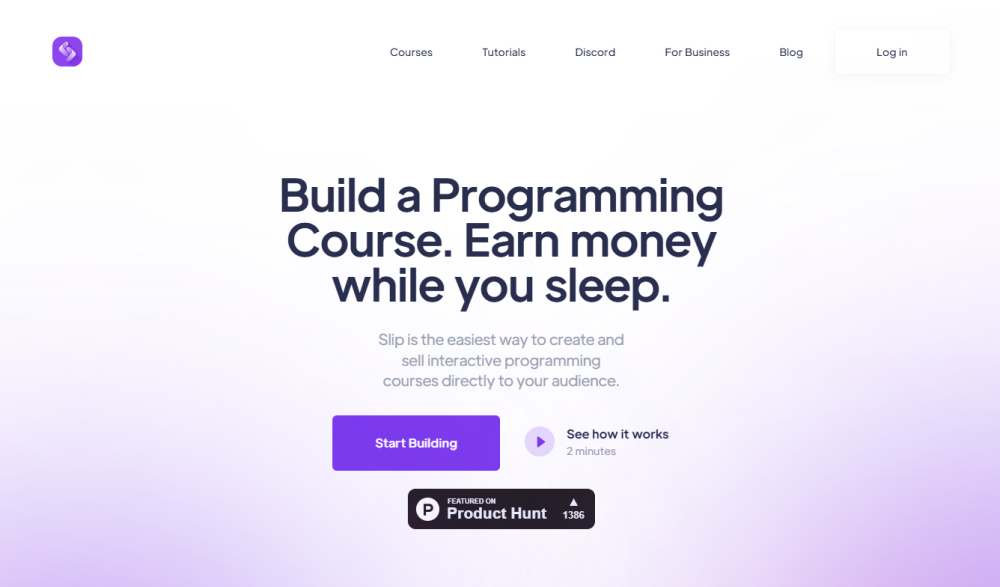 Courses
Tutorials
Discord
For Business
Blog
Log in
Build a Programming
Course. Earn money
while you sleep.
Slip is the easiest way to create and
sell interactive programming
courses directly to your audience.
Start Building
See how it works
2 minutes
P
FEATURED ON
Product Hunt
1386